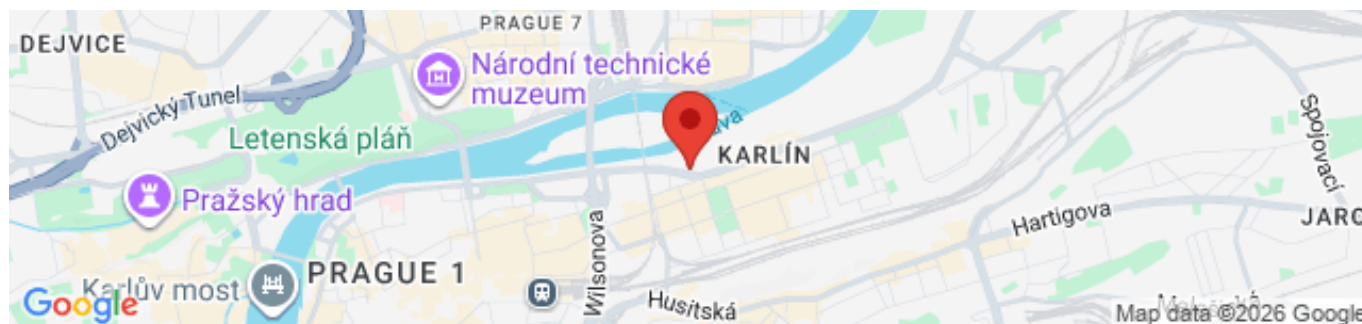 PRAGUE 7
DEJVICE
Národní technické
muzeum
Dejvický Tunel
Letenská pláň
KARLÍN
Spojovací
Pražský hrad
Hartigova
JARO
Wilsonova
PRAGUE 1
Karlův most
Husitská
Google
Map data ©2026 Google